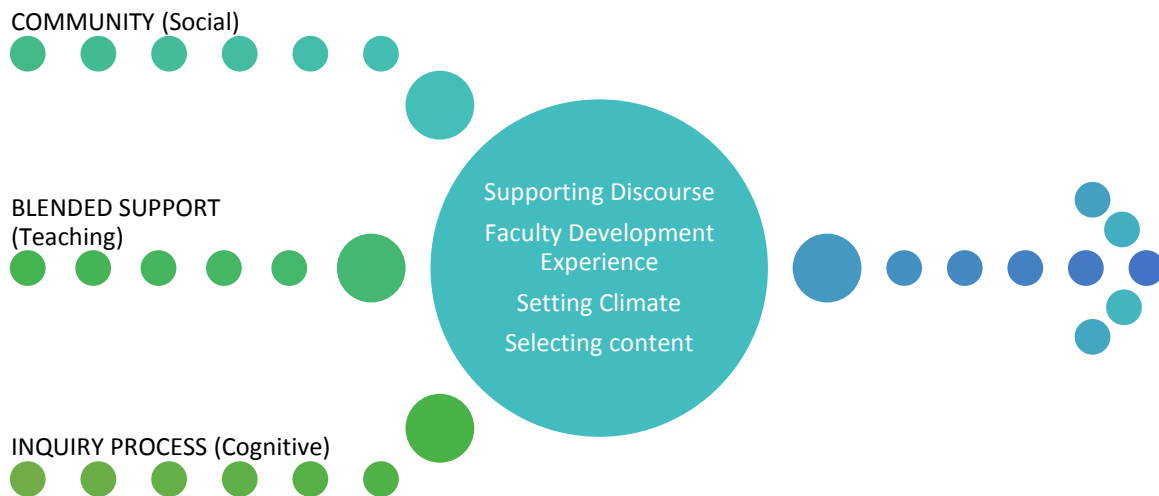 COMMUNITY (Social)
BLENDED SUPPORT
(Teaching)
INQUIRY PROCESS (Cognitive)
Supporting Discourse
Faculty Development
Experience
Setting Climate
Selecting content